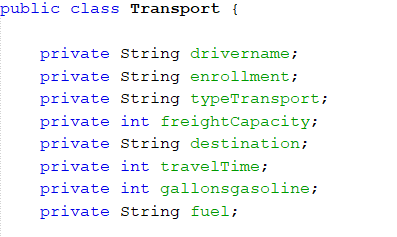 public class Transport {
private String drivername;
private String enrollment;
private String typeTransport;
private int freightCapacity;
private String destination;
private int travelTime;
private int gallonsgasoline;
private String fuel;